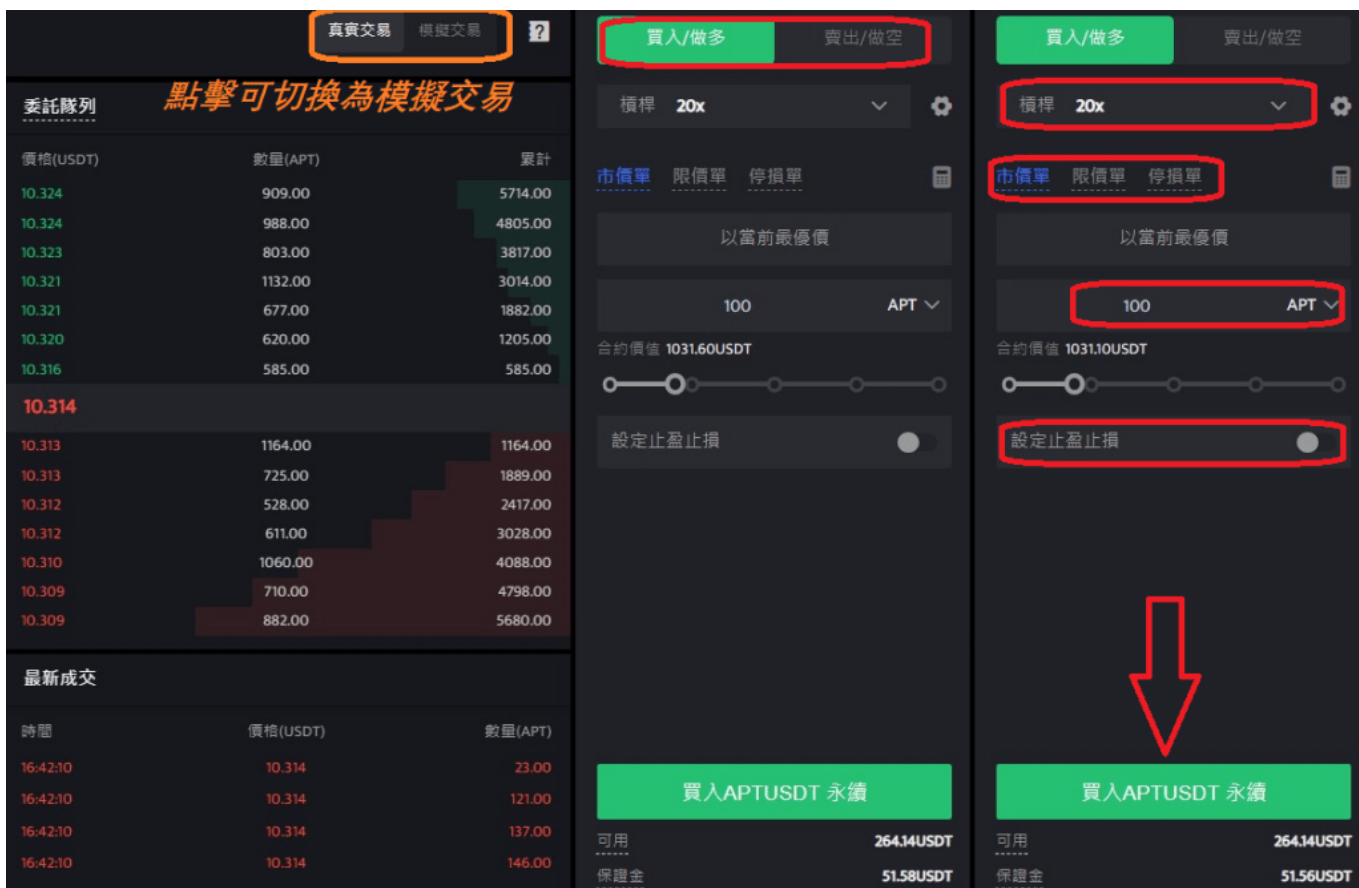 真實交易 模擬交易 ?
點擊可切換為模擬交易
委託隊列
價格(USDT) 數量(APT) 累計
10.324 909.00 5714.00
10.324 988.00 4805.00
10.323 803.00 3817.00
10.321 1132.00 3014.00
10.321 677.00 1882.00
10.320 620.00 1205.00
10.316 585.00 585.00
10.314
10.313 1164.00 1164.00
10.313 725.00 1889.00
10.312 528.00 2417.00
10.312 611.00 3028.00
10.310 1060.00 4088.00
10.309 710.00 4798.00
10.309 882.00 5680.00
最新成交
時間 價格(USDT) 數量(APT)
16:42:10 10.314 23.00
16:42:10 10.314 121.00
16:42:10 10.314 137.00
16:42:10 10.314 146.00
買入/做多 賣出/做空
槓桿 20x
市價單 限價單 停損單
以當前最優價
100 APT
合約價值 1031.60USDT
設定止盈止損
買入APTUSDT 永續
可用 264.14USDT
保證金 51.58USDT
買入/做多 賣出/做空
槓桿 20x
市價單 限價單 停損單
以當前最優價
100 APT
合約價值 1031.10USDT
設定止盈止損
買入APTUSDT 永續
可用 264.14USDT
保證金 51.56USDT